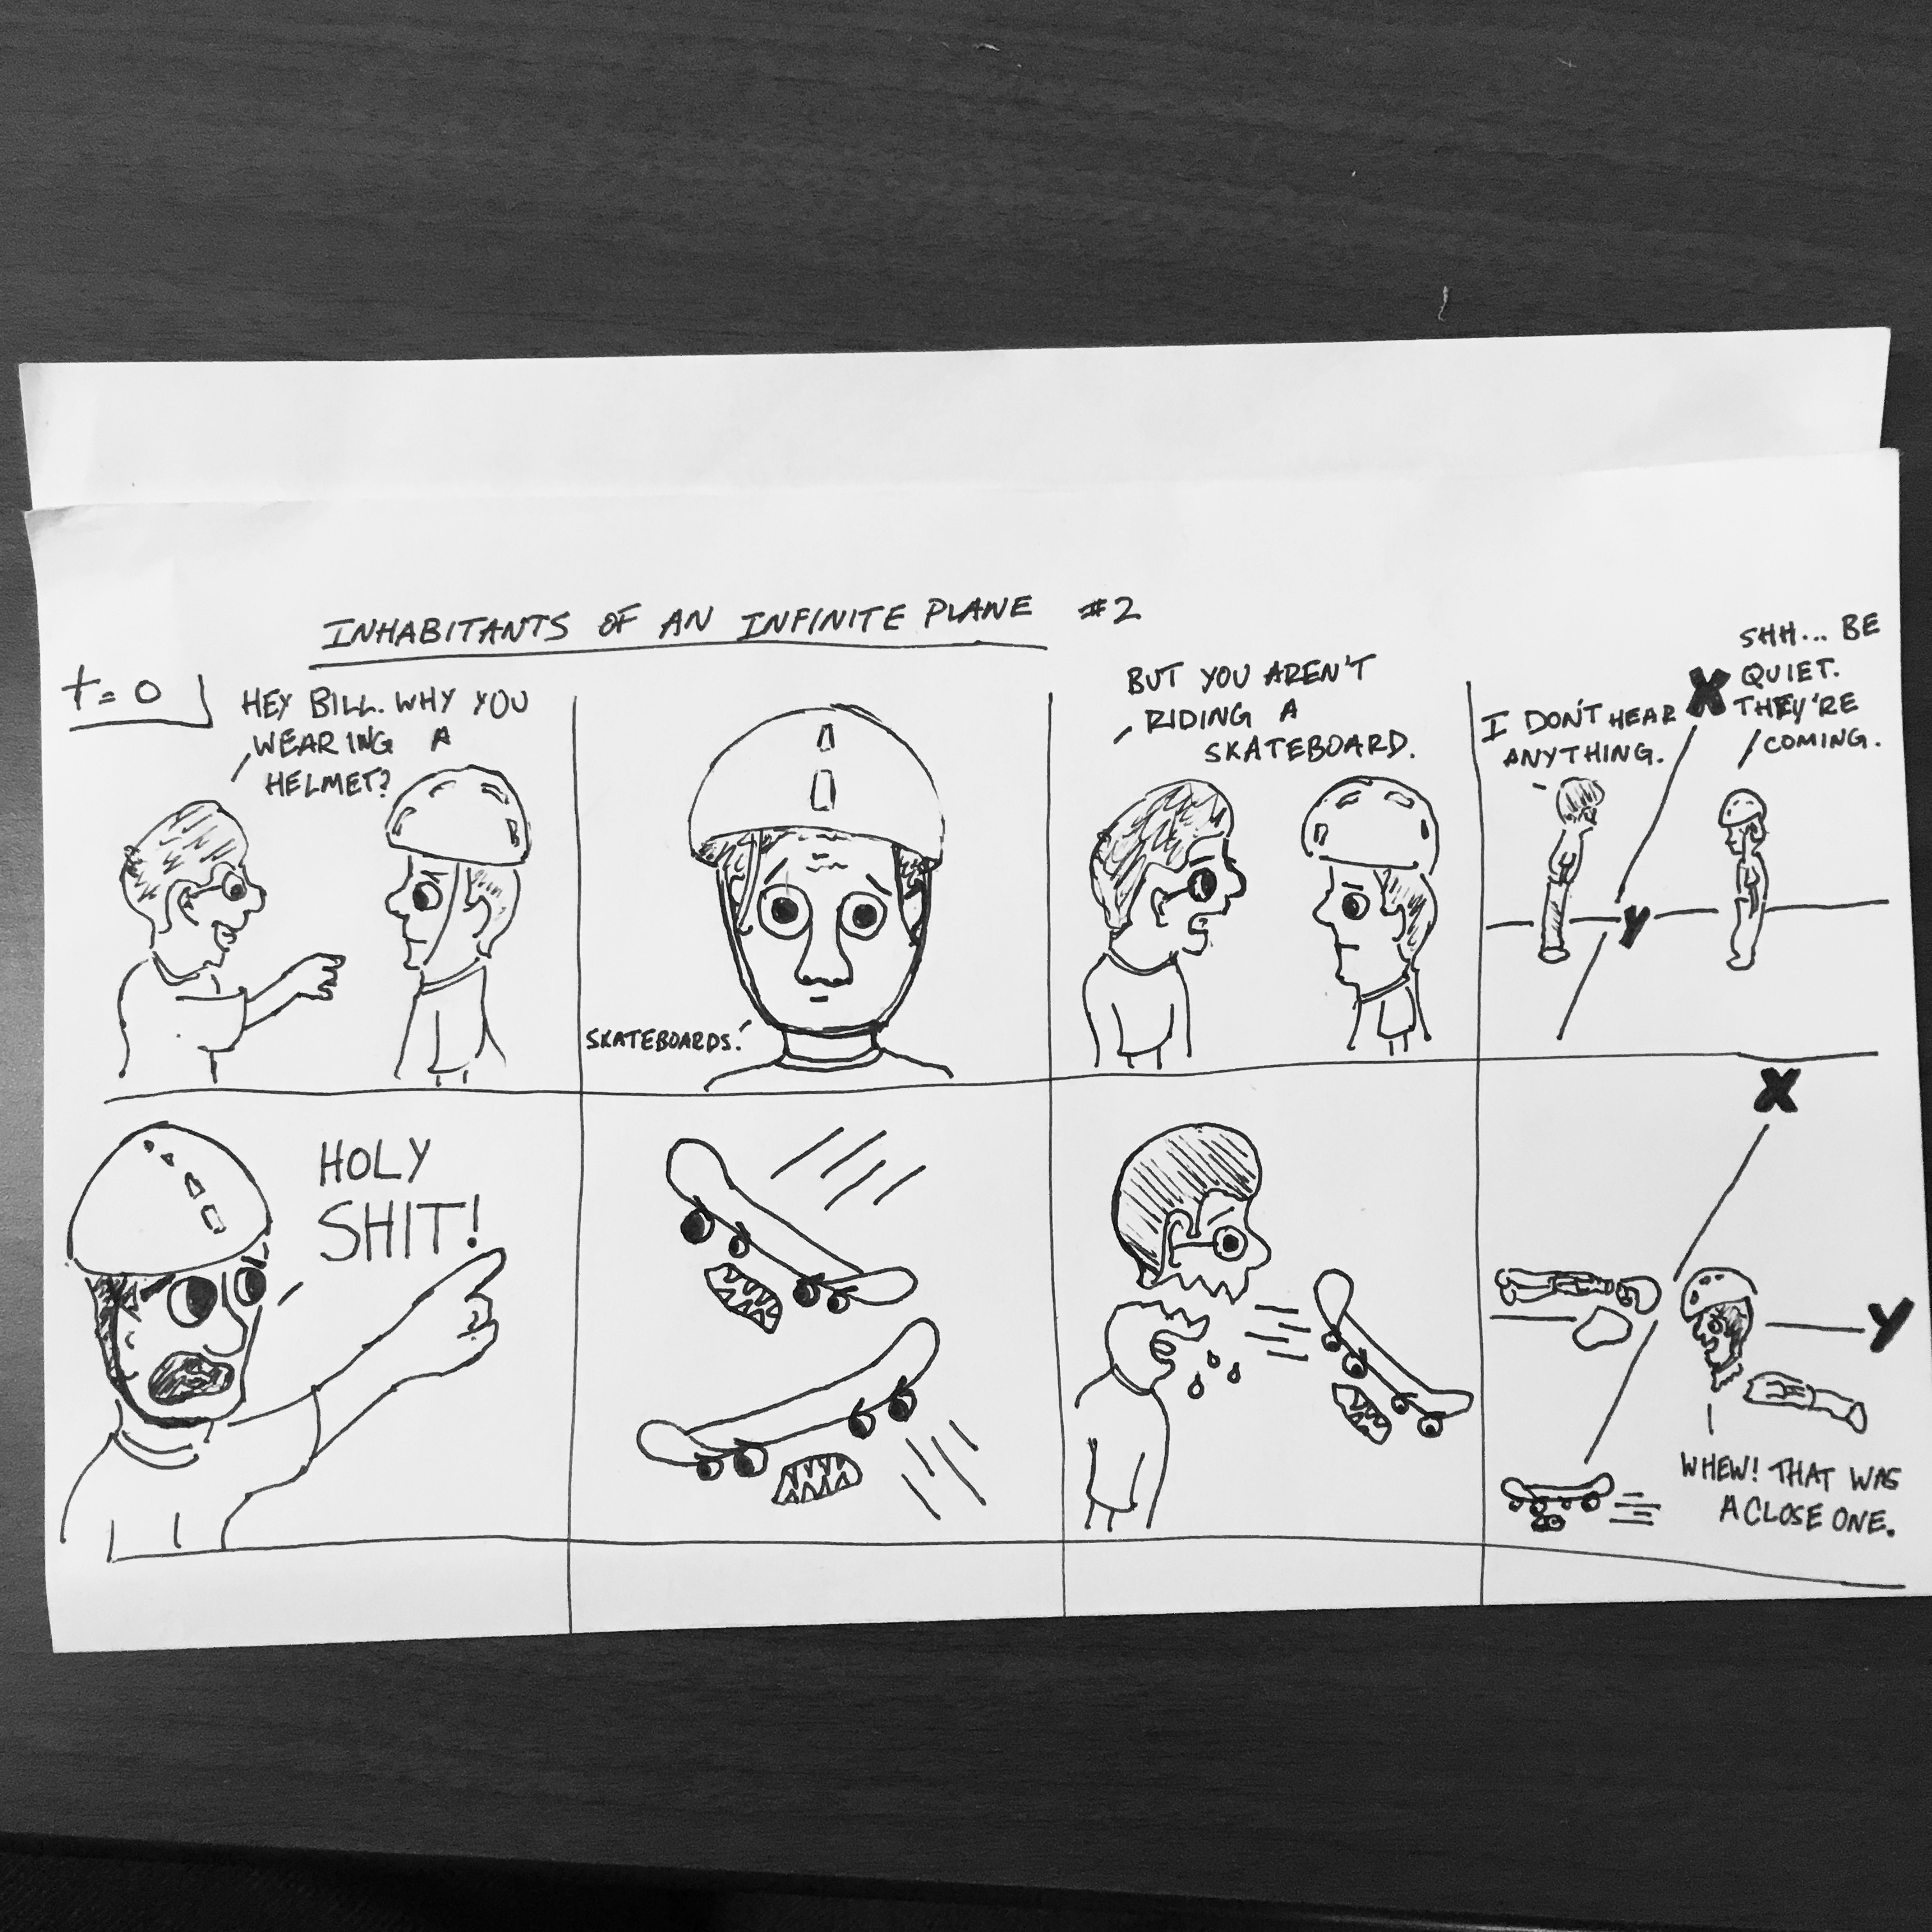 INHABITANTS OF AN INFINITE PLANE #2
t=0
HEY BILL. WHY YOU
WEARING A
HELMET?
SKATEBOARDS.
BUT YOU AREN'T
RIDING A
SKATEBOARD.
I DON'T HEAR
ANYTHING.
SHH... BE
QUIET.
THEY'RE
COMING.
X
Y
HOLY
SHIT!
X
Y
WHEW! THAT WAS
A CLOSE ONE.